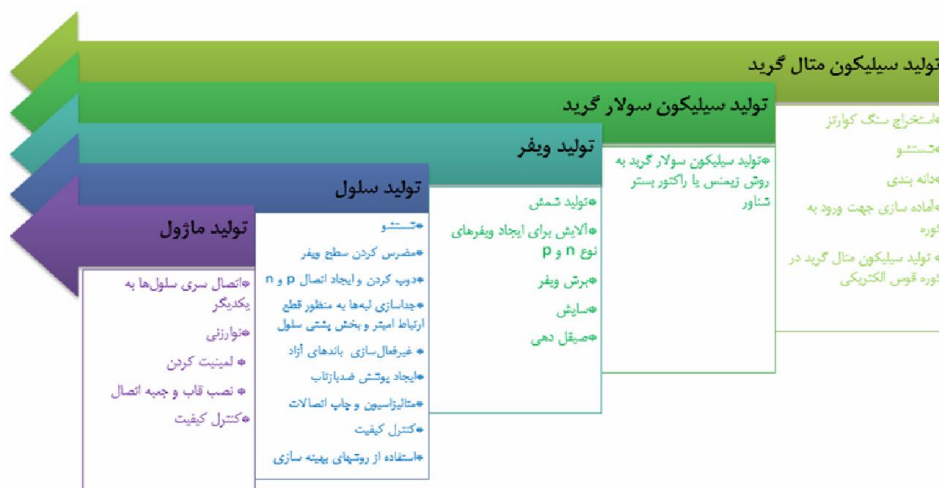 تولید سیلیکون متال گرید
*استخراج سنگ کوارتز
*شستشو
*دانه بندی
*آماده سازی جهت ورود به
کوره
* تولید سیلیکون متال گرید در
کوره قوس الکتریکی
تولید سیلیکون سولار گرید
*تولید سیلیکون سولار گرید به
روش زیمنس یا راکتور بستر
شناور
تولید ویفر
*تولید شمش
*آلایش برای ایجاد ویفرهای
نوع n و p
*برش ویفر
*سایش
*صیقل دهی
تولید سلول
*شستشو
*مضرس کردن سطح ویفر
*دوپ کردن و ایجاد اتصال p و n
*جداسازی لبه‌ها به منظور قطع
ارتباط امیتر و بخش پشتی سلول
* غیرفعال‌سازی باندهای آزاد
*ایجاد پوشش ضدبازتاب
*متالیزاسیون و چاپ اتصالات
*کنترل کیفیت
*استفاده از روشهای بهینه سازی
تولید ماژول
*اتصال سری سلول‌ها به
یکدیگر
*نوارزنی
* لمینیت کردن
* نصب قاب و جعبه اتصال
*کنترل کیفیت